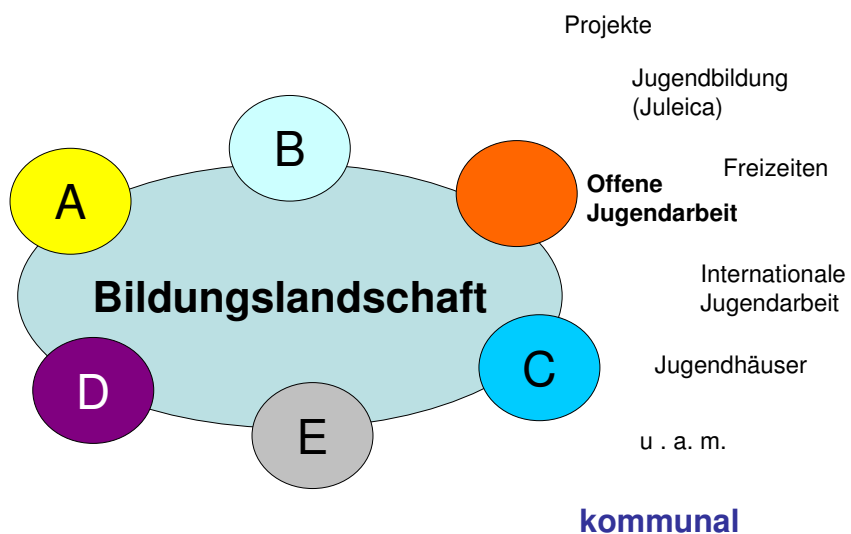 Projekte
Jugendbildung
(Juleica)
B
A
Offene
Jugendarbeit
Freizeiten
Bildungslandschaft
Internationale
Jugendarbeit
C
Jugendhäuser
D
E
u . a. m.
kommunal